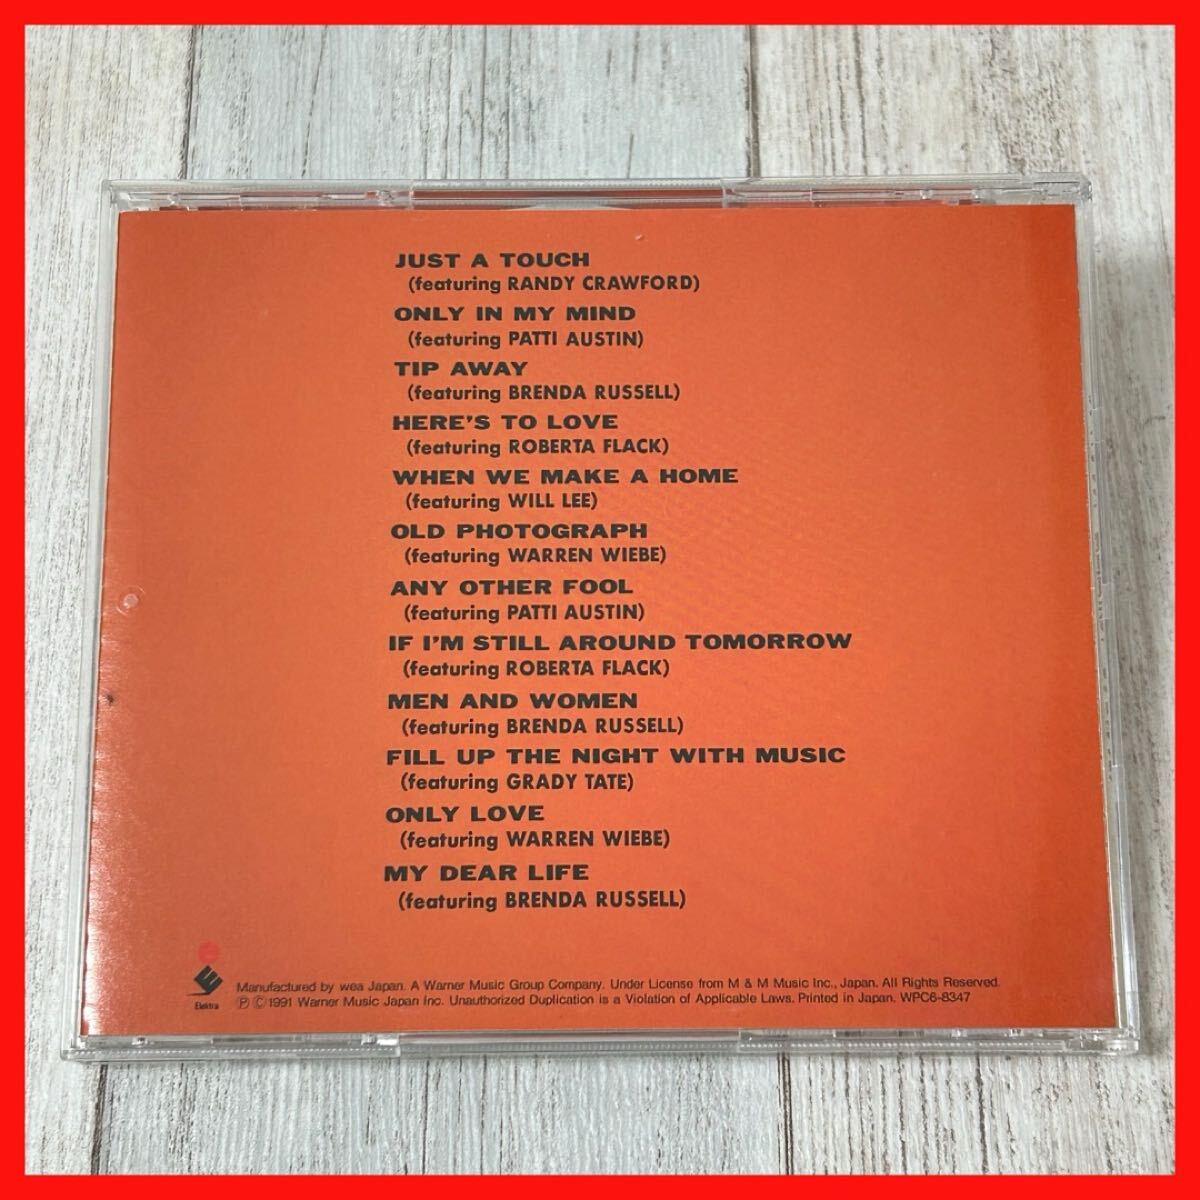 JUST A TOUCH
(featuring RANDY CRAWFORD)
ONLY IN MY MIND
(featuring PATTI AUSTIN)
TIP AWAY
(featuring BRENDA RUSSELL)
HERE'S TO LOVE
(featuring ROBERTA FLACK)
WHEN WE MAKE A HOME
(featuring WILL LEE)
OLD PHOTOGRAPH
(featuring WARREN WIEBE)
ANY OTHER FOOL
(featuring PATTI AUSTIN)
IF I'M STILL AROUND TOMORROW
(featuring ROBERTA FLACK)
MEN AND WOMEN
(featuring BRENDA RUSSELL)
FILL UP THE NIGHT WITH MUSIC
(featuring GRADY TATE)
ONLY LOVE
(featuring WARREN WIEBE)
MY DEAR LIFE
(featuring BRENDA RUSSELL)
Elektra
Manufactured by wea Japan. A Warner Music Group Company. Under License from M & M Music Inc., Japan. All Rights Reserved.
℗ © 1991 Warner Music Japan Inc. Unauthorized Duplication is a Violation of Applicable Laws. Printed in Japan. WPC6-8347